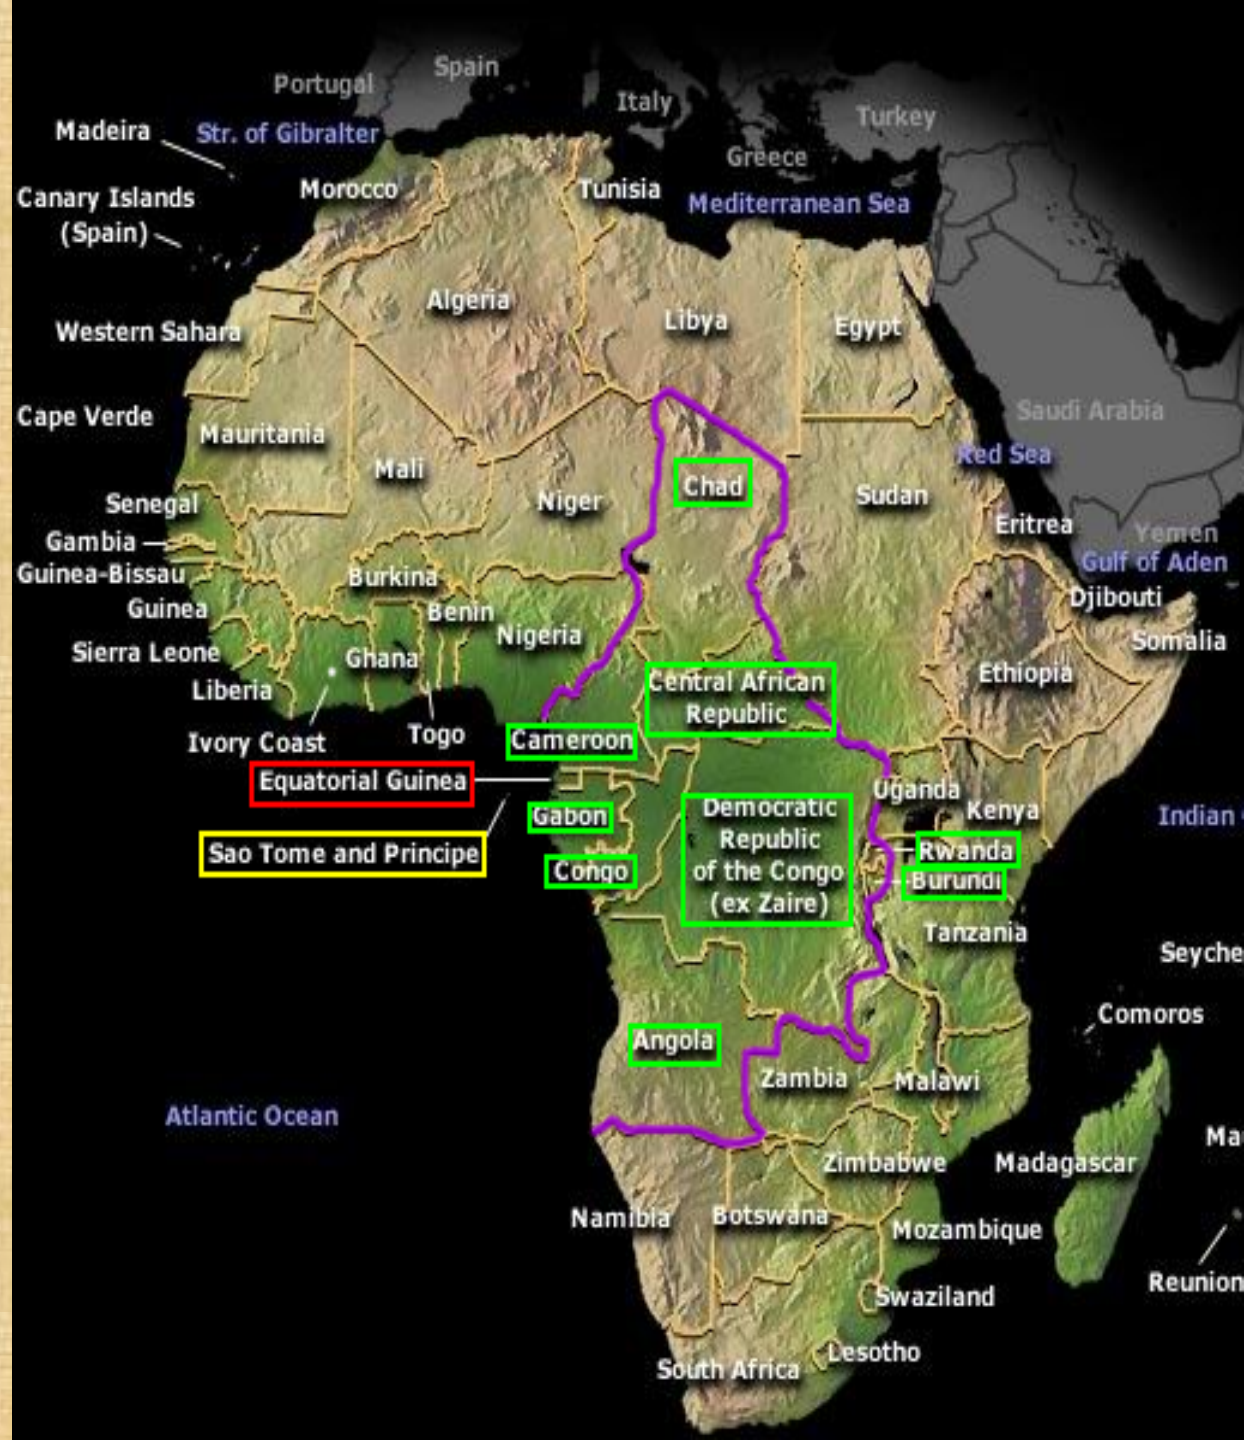 Spain
Portugal
Italy
Turkey
Madeira
Str. of Gibralter
Greece
Morocco
Tunisia
Canary Islands
(Spain)
Mediterranean Sea
Algeria
Libya
Egypt
Western Sahara
Cape Verde
Saudi Arabia
Mauritania
Red Sea
Mali
Chad
Niger
Sudan
Senegal
Eritrea
Yemen
Gambia
Gulf of Aden
Guinea-Bissau
Burkina
Djibouti
Guinea
Benin
Nigeria
Somalia
Sierra Leone
Ghana
Ethiopia
Liberia
Central African
Republic
Ivory Coast
Togo
Cameroon
Equatorial Guinea
Uganda
Kenya
Gabon
Democratic
Republic
of the Congo
(ex Zaire)
Indian
Sao Tome and Principe
Rwanda
Congo
Burundi
Tanzania
Seyche
Comoros
Angola
Zambia
Malawi
Atlantic Ocean
Ma
Zimbabwe
Madagascar
Namibia
Botswana
Mozambique
Reunion
Swaziland
Lesotho
South Africa